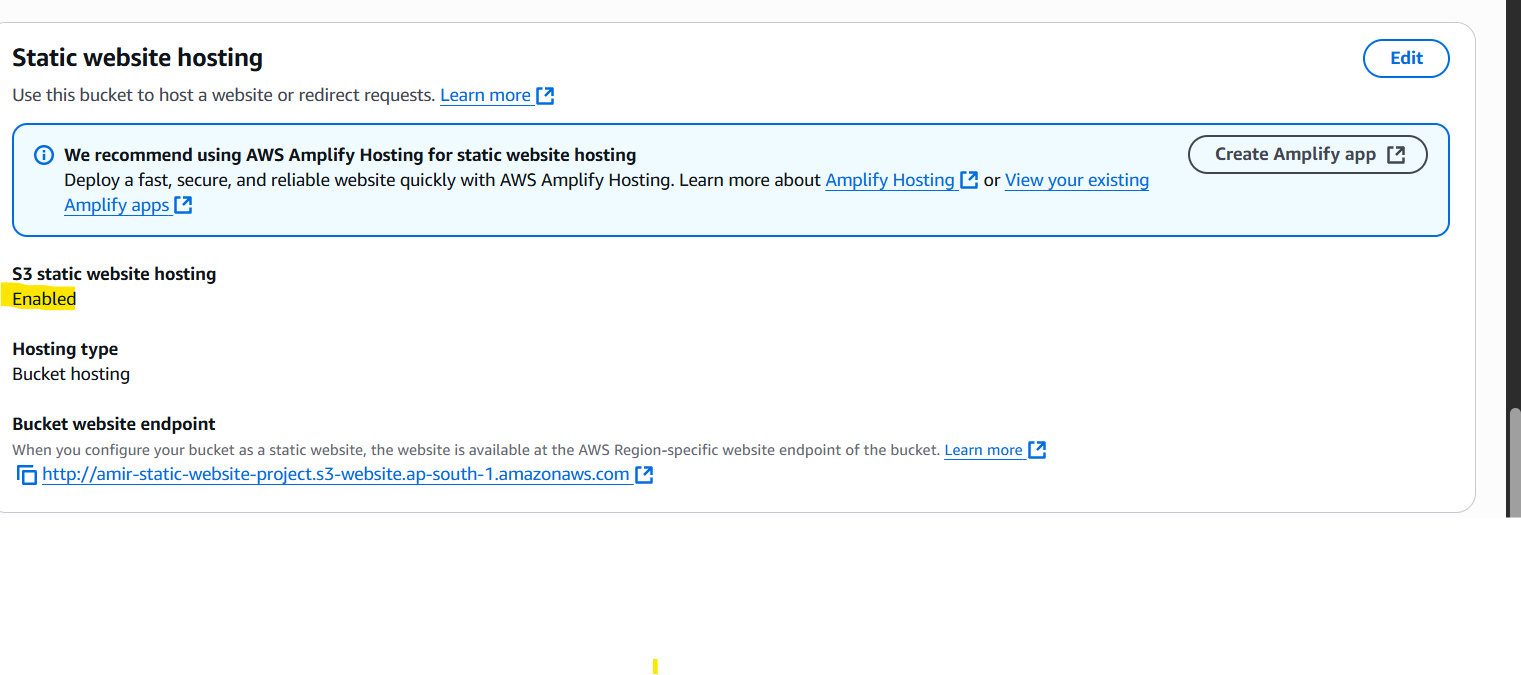 Static website hosting
Edit
Use this bucket to host a website or redirect requests. Learn more
We recommend using AWS Amplify Hosting for static website hosting
Create Amplify app
Deploy a fast, secure, and reliable website quickly with AWS Amplify Hosting. Learn more about Amplify Hosting or View your existing
Amplify apps
S3 static website hosting
Enabled
Hosting type
Bucket hosting
Bucket website endpoint
When you configure your bucket as a static website, the website is available at the AWS Region-specific website endpoint of the bucket. Learn more
http://amir-static-website-project.s3-website.ap-south-1.amazonaws.com